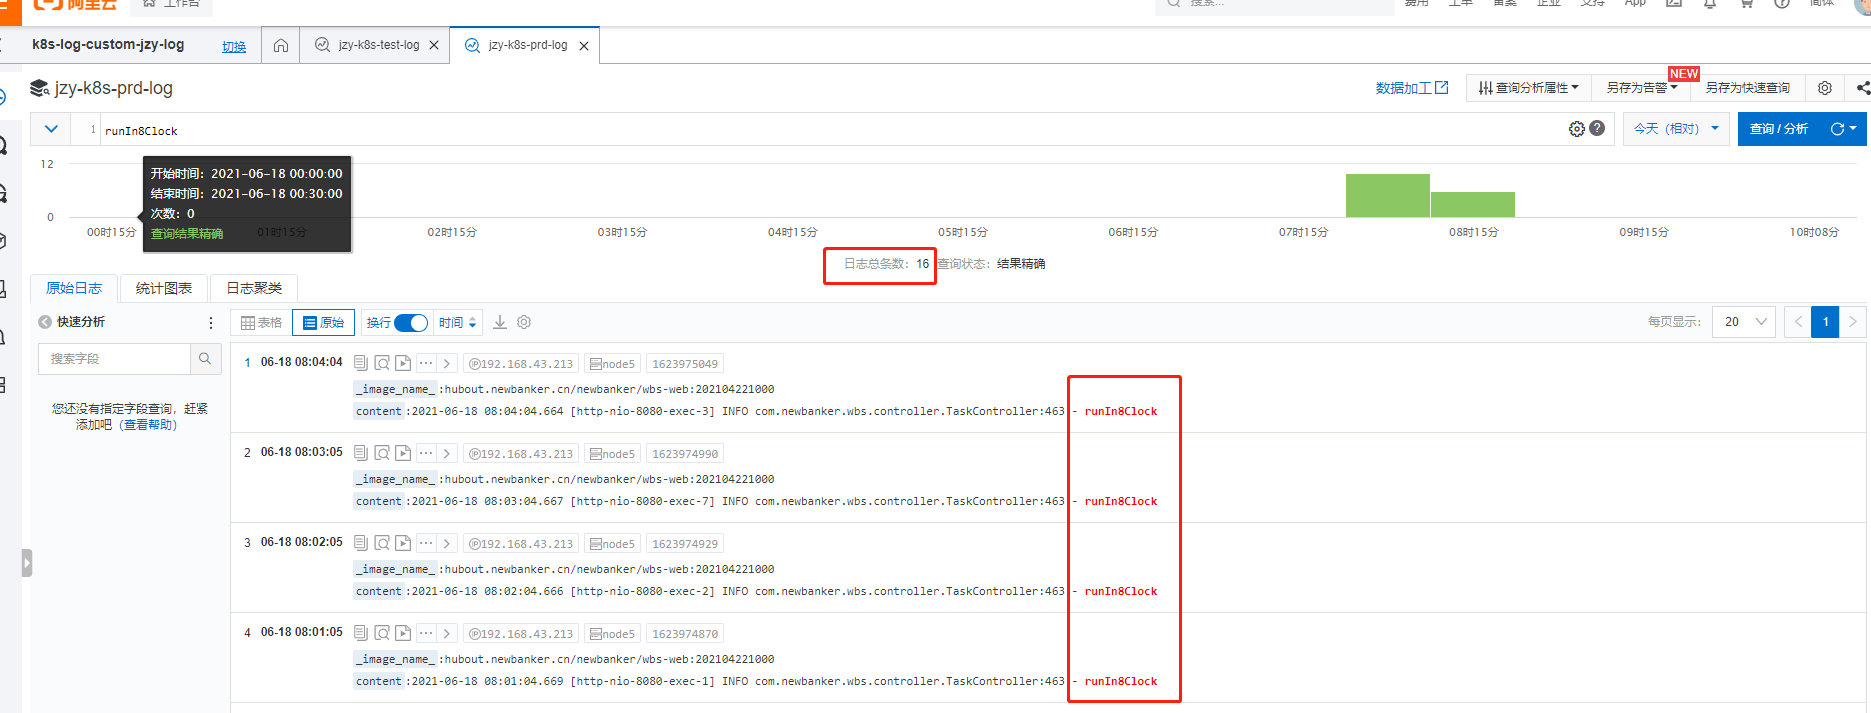 阿里云 工作台 搜索... 费用 工单 备案 企业 支持 App 简体
k8s-log-custom-jzy-log 切换 jzy-k8s-test-log jzy-k8s-prd-log
jzy-k8s-prd-log 数据加工 查询分析属性 另存为告警 NEW 另存为快速查询
1 runIn8Clock 今天（相对） 查询 / 分析
12
0
开始时间：2021-06-18 00:00:00
结束时间：2021-06-18 00:30:00
次数：0
查询结果精确
00时15分 01时15分 02时15分 03时15分 04时15分 05时15分 06时15分 07时15分 08时15分 09时15分 10时08分
日志总条数：16 查询状态：结果精确
原始日志 统计图表 日志聚类
快速分析 表格 原始 换行 时间 每页显示： 20 1
搜索字段
您还没有指定字段查询，赶紧
添加吧（查看帮助）
1 06-18 08:04:04 192.168.43.213 node5 1623975049
_image_name_:hubout.newbanker.cn/newbanker/wbs-web:202104221000
content:2021-06-18 08:04:04.664 [http-nio-8080-exec-3] INFO com.newbanker.wbs.controller.TaskController:463 - runIn8Clock
2 06-18 08:03:05 192.168.43.213 node5 1623974990
_image_name_:hubout.newbanker.cn/newbanker/wbs-web:202104221000
content:2021-06-18 08:03:04.667 [http-nio-8080-exec-7] INFO com.newbanker.wbs.controller.TaskController:463 - runIn8Clock
3 06-18 08:02:05 192.168.43.213 node5 1623974929
_image_name_:hubout.newbanker.cn/newbanker/wbs-web:202104221000
content:2021-06-18 08:02:04.666 [http-nio-8080-exec-2] INFO com.newbanker.wbs.controller.TaskController:463 - runIn8Clock
4 06-18 08:01:05 192.168.43.213 node5 1623974870
_image_name_:hubout.newbanker.cn/newbanker/wbs-web:202104221000
content:2021-06-18 08:01:04.669 [http-nio-8080-exec-1] INFO com.newbanker.wbs.controller.TaskController:463 - runIn8Clock